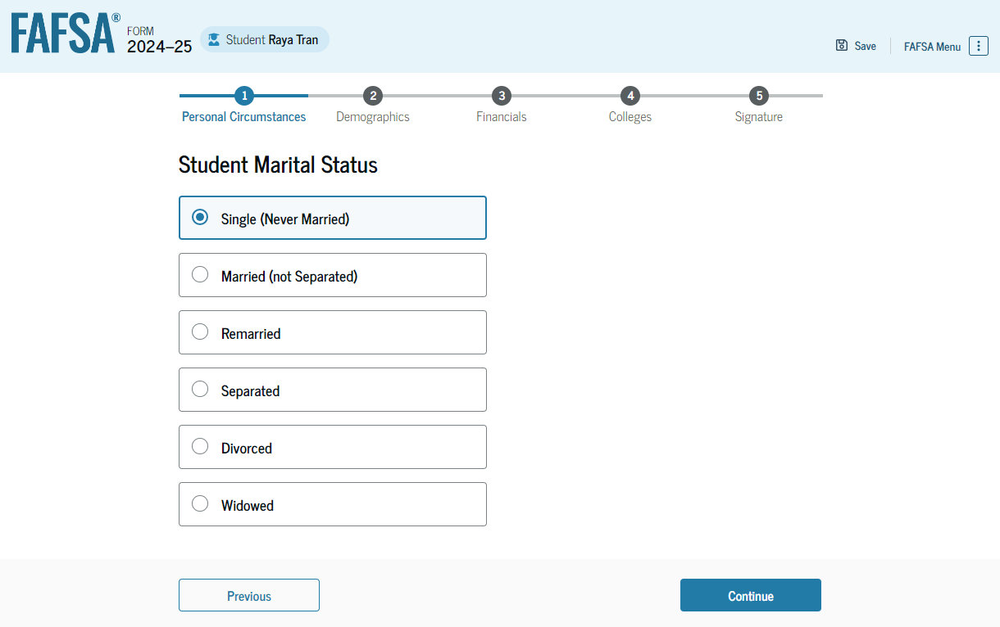 FAFSA®
FORM
2024–25
Student Raya Tran
Save
FAFSA Menu
1
2
3
4
5
Personal Circumstances
Demographics
Financials
Colleges
Signature
Student Marital Status
Single (Never Married)
Married (not Separated)
Remarried
Separated
Divorced
Widowed
Previous
Continue